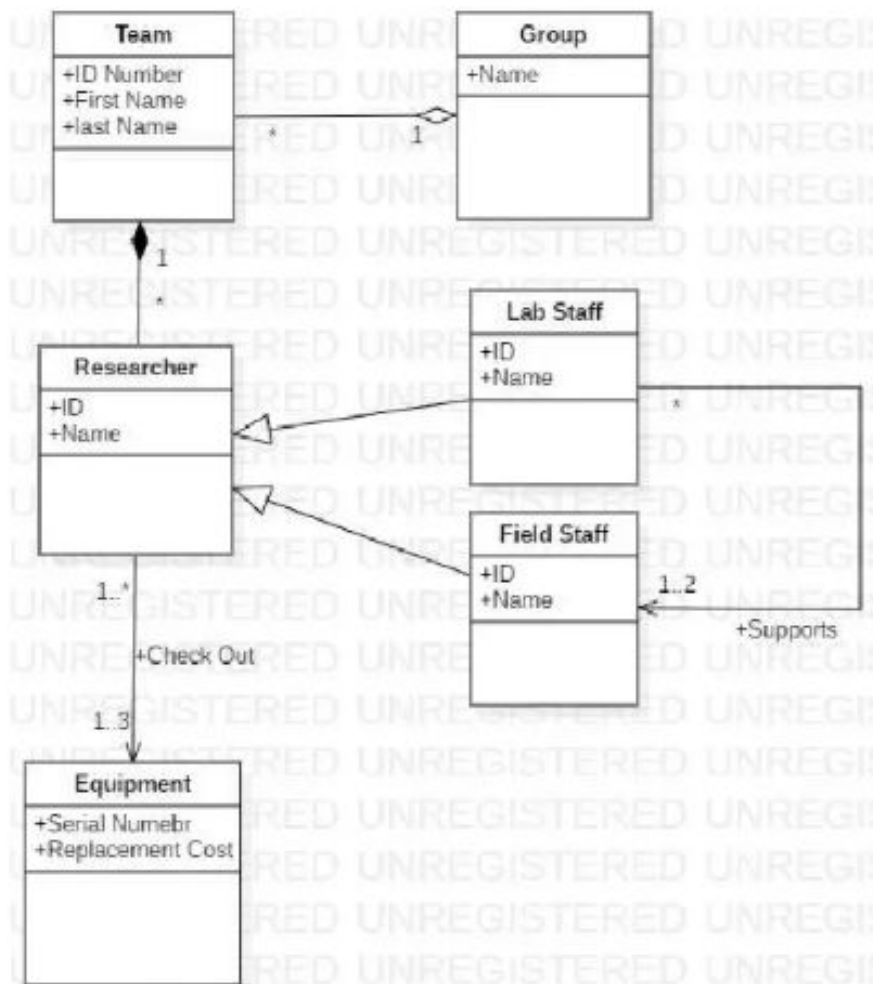 Team
+ID Number
+First Name
+last Name
Group
+Name
*
1
1
*
Researcher
+ID
+Name
Lab Staff
+ID
+Name
*
Field Staff
+ID
+Name
1..2
+Supports
1..*
+Check Out
1..3
Equipment
+Serial Numebr
+Replacement Cost
UNREGISTERED UNREGISTERED